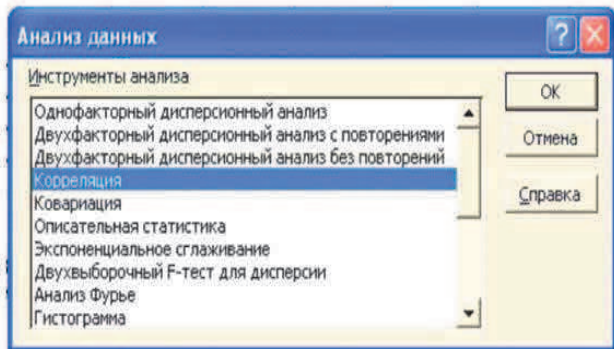 Анализ данных
Инструменты анализа
Однофакторный дисперсионный анализ
Двухфакторный дисперсионный анализ с повторениями
Двухфакторный дисперсионный анализ без повторений
Корреляция
Ковариация
Описательная статистика
Экспоненциальное сглаживание
Двухвыборочный F-тест для дисперсии
Анализ Фурье
Гистограмма
OK
Отмена
Справка